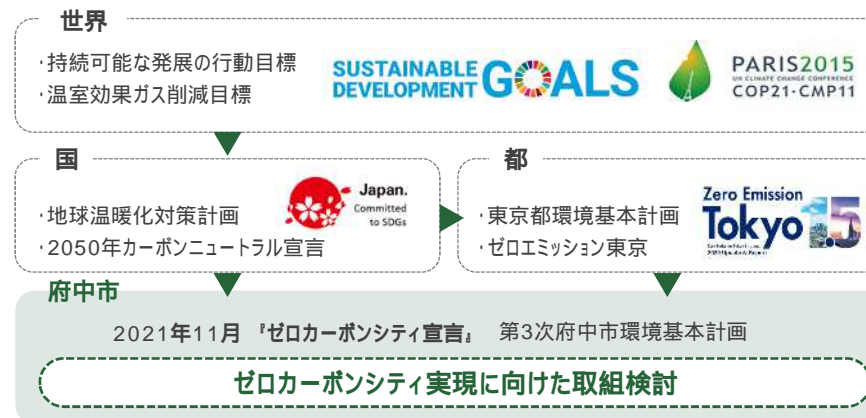 世界
·持続可能な発展の行動目標
·温室効果ガス削減目標
SUSTAINABLE
DEVELOPMENT
GOALS
PARIS2015
UN CLIMATE CHANGE CONFERENCE
COP21·CMP11
国
·地球温暖化対策計画
·2050年カーボンニュートラル宣言
Japan.
Committed
to SDGs
都
·東京都環境基本計画
·ゼロエミッション東京
Zero Emission
Tokyo 1.5
府中市
2021年11月 『ゼロカーボンシティ宣言』 第3次府中市環境基本計画
ゼロカーボンシティ実現に向けた取組検討